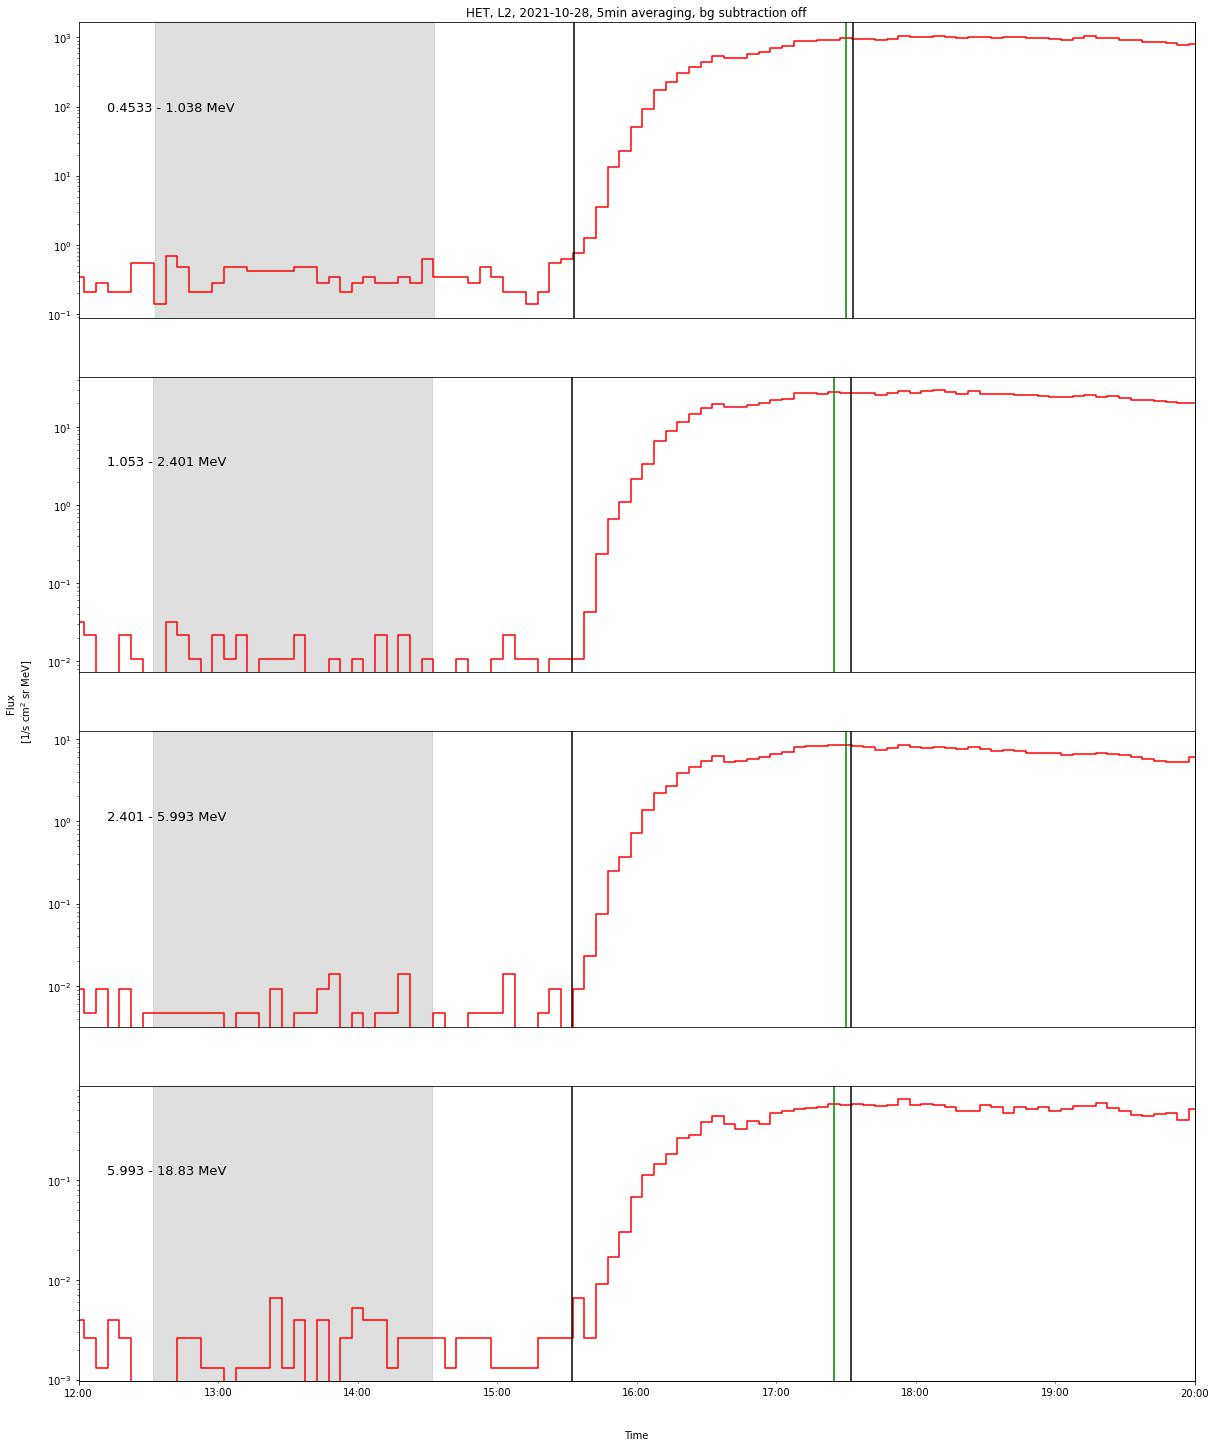 HET, L2, 2021-10-28, 5min averaging, bg subtraction off
10³
10²
10¹
10⁰
10⁻¹
0.4533 - 1.038 MeV
10¹
10⁰
10⁻¹
10⁻²
1.053 - 2.401 MeV
Flux
[1/s cm² sr MeV]
10¹
10⁰
10⁻¹
10⁻²
2.401 - 5.993 MeV
10⁻¹
10⁻²
10⁻³
5.993 - 18.83 MeV
12:00 13:00 14:00 15:00 16:00 17:00 18:00 19:00 20:00
Time